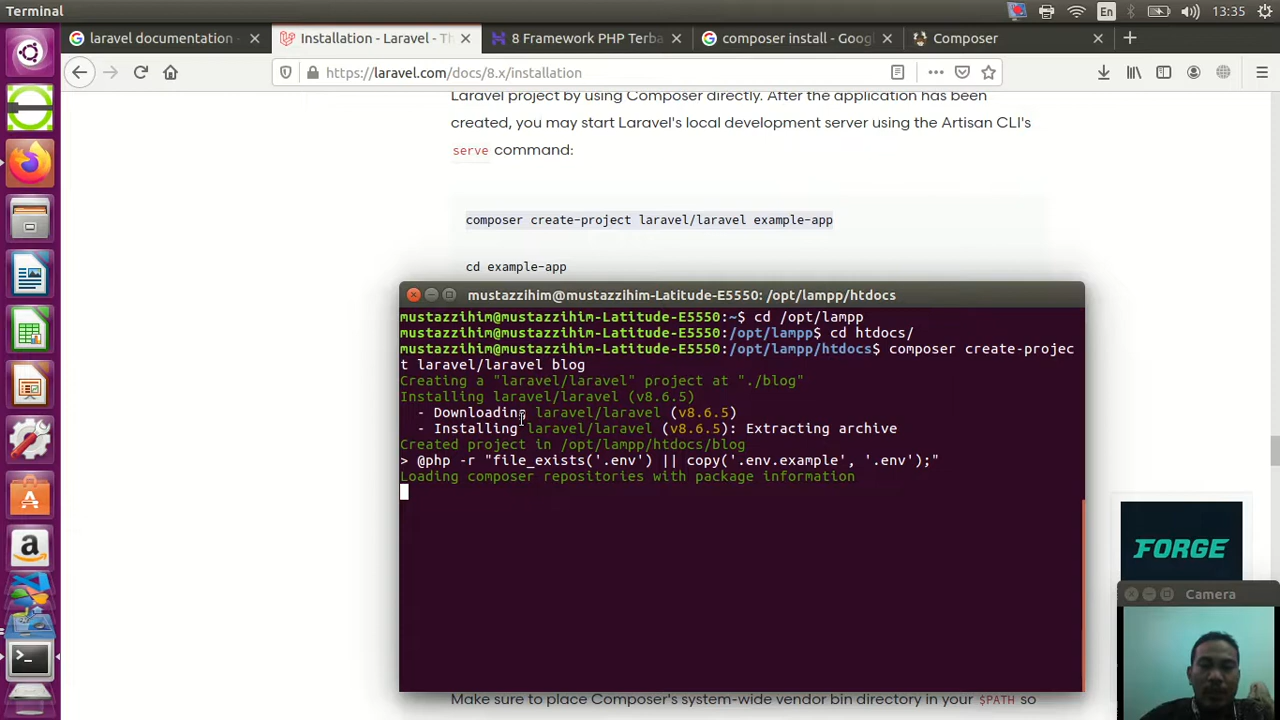 Terminal
En
13:35
laravel documentation
Installation - Laravel - Th
8 Framework PHP Terba
composer install - Goog
Composer
https://laravel.com/docs/8.x/installation
Laravel project by using Composer directly. After the application has been
created, you may start Laravel's local development server using the Artisan CLI's
serve command:
composer create-project laravel/laravel example-app
cd example-app
mustazzihim@mustazzihim-Latitude-E5550: /opt/lampp/htdocs
mustazzihim@mustazzihim-Latitude-E5550:~$ cd /opt/lampp
mustazzihim@mustazzihim-Latitude-E5550:/opt/lampp$ cd htdocs/
mustazzihim@mustazzihim-Latitude-E5550:/opt/lampp/htdocs$ composer create-projec
t laravel/laravel blog
Creating a "laravel/laravel" project at "./blog"
Installing laravel/laravel (v8.6.5)
- Downloading laravel/laravel (v8.6.5)
- Installing laravel/laravel (v8.6.5): Extracting archive
Created project in /opt/lampp/htdocs/blog
> @php -r "file_exists('.env') || copy('.env.example', '.env');"
Loading composer repositories with package information
FORGE
Camera
Make sure to place Composer's system-wide vendor bin directory in your $PATH so